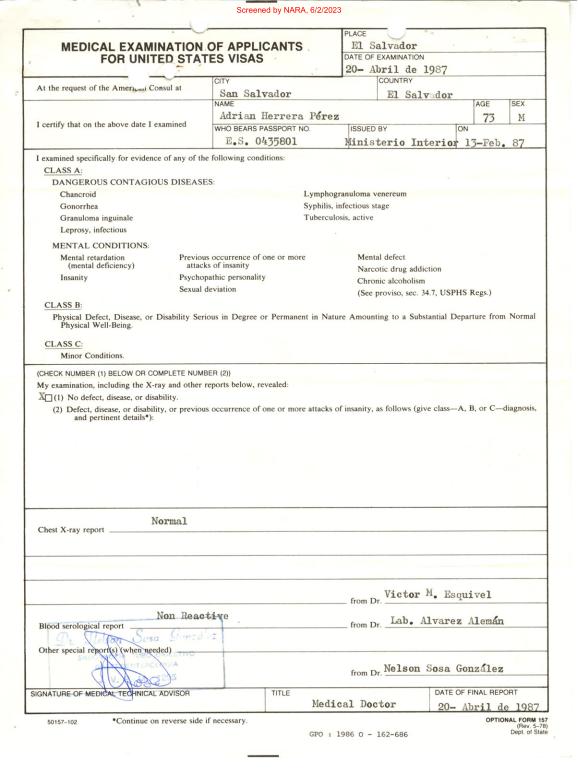 Screened by NARA, 6/2/2023
MEDICAL EXAMINATION OF APPLICANTS
FOR UNITED STATES VISAS
PLACE
El Salvador
DATE OF EXAMINATION
20- Abril de 1987
At the request of the American Consul at
CITY
San Salvador
COUNTRY
El Salvador
I certify that on the above date I examined
NAME
Adrian Herrera Pérez
AGE
73
SEX
M
WHO BEARS PASSPORT NO.
E.S. 0435801
ISSUED BY
Ministerio Interior
ON
13-Feb. 87
I examined specifically for evidence of any of the following conditions:
CLASS A:
DANGEROUS CONTAGIOUS DISEASES:
Chancroid
Gonorrhea
Granuloma inguinale
Leprosy, infectious
Lymphogranuloma venereum
Syphilis, infectious stage
Tuberculosis, active
MENTAL CONDITIONS:
Mental retardation
(mental deficiency)
Insanity
Previous occurrence of one or more
attacks of insanity
Psychopathic personality
Sexual deviation
Mental defect
Narcotic drug addiction
Chronic alcoholism
(See proviso, sec. 34.7, USPHS Regs.)
CLASS B:
Physical Defect, Disease, or Disability Serious in Degree or Permanent in Nature Amounting to a Substantial Departure from Normal
Physical Well-Being.
CLASS C:
Minor Conditions.
(CHECK NUMBER (1) BELOW OR COMPLETE NUMBER (2))
My examination, including the X-ray and other reports below, revealed:
X (1) No defect, disease, or disability.
(2) Defect, disease, or disability, or previous occurrence of one or more attacks of insanity, as follows (give class—A, B, or C—diagnosis,
and pertinent details*):
Normal
Chest X-ray report
from Dr. Victor M. Esquivel
Non Reactive
Blood serological report
from Dr. Lab. Alvarez Alemán
Dr. Nelson Sosa González
Other special report(s) (when needed)
from Dr. Nelson Sosa González
SIGNATURE OF MEDICAL TECHNICAL ADVISOR
TITLE
Medical Doctor
DATE OF FINAL REPORT
20- Abril de 1987
50157-102
*Continue on reverse side if necessary.
OPTIONAL FORM 157
(Rev. 5-78)
Dept. of State
GPO : 1986 O - 162-686